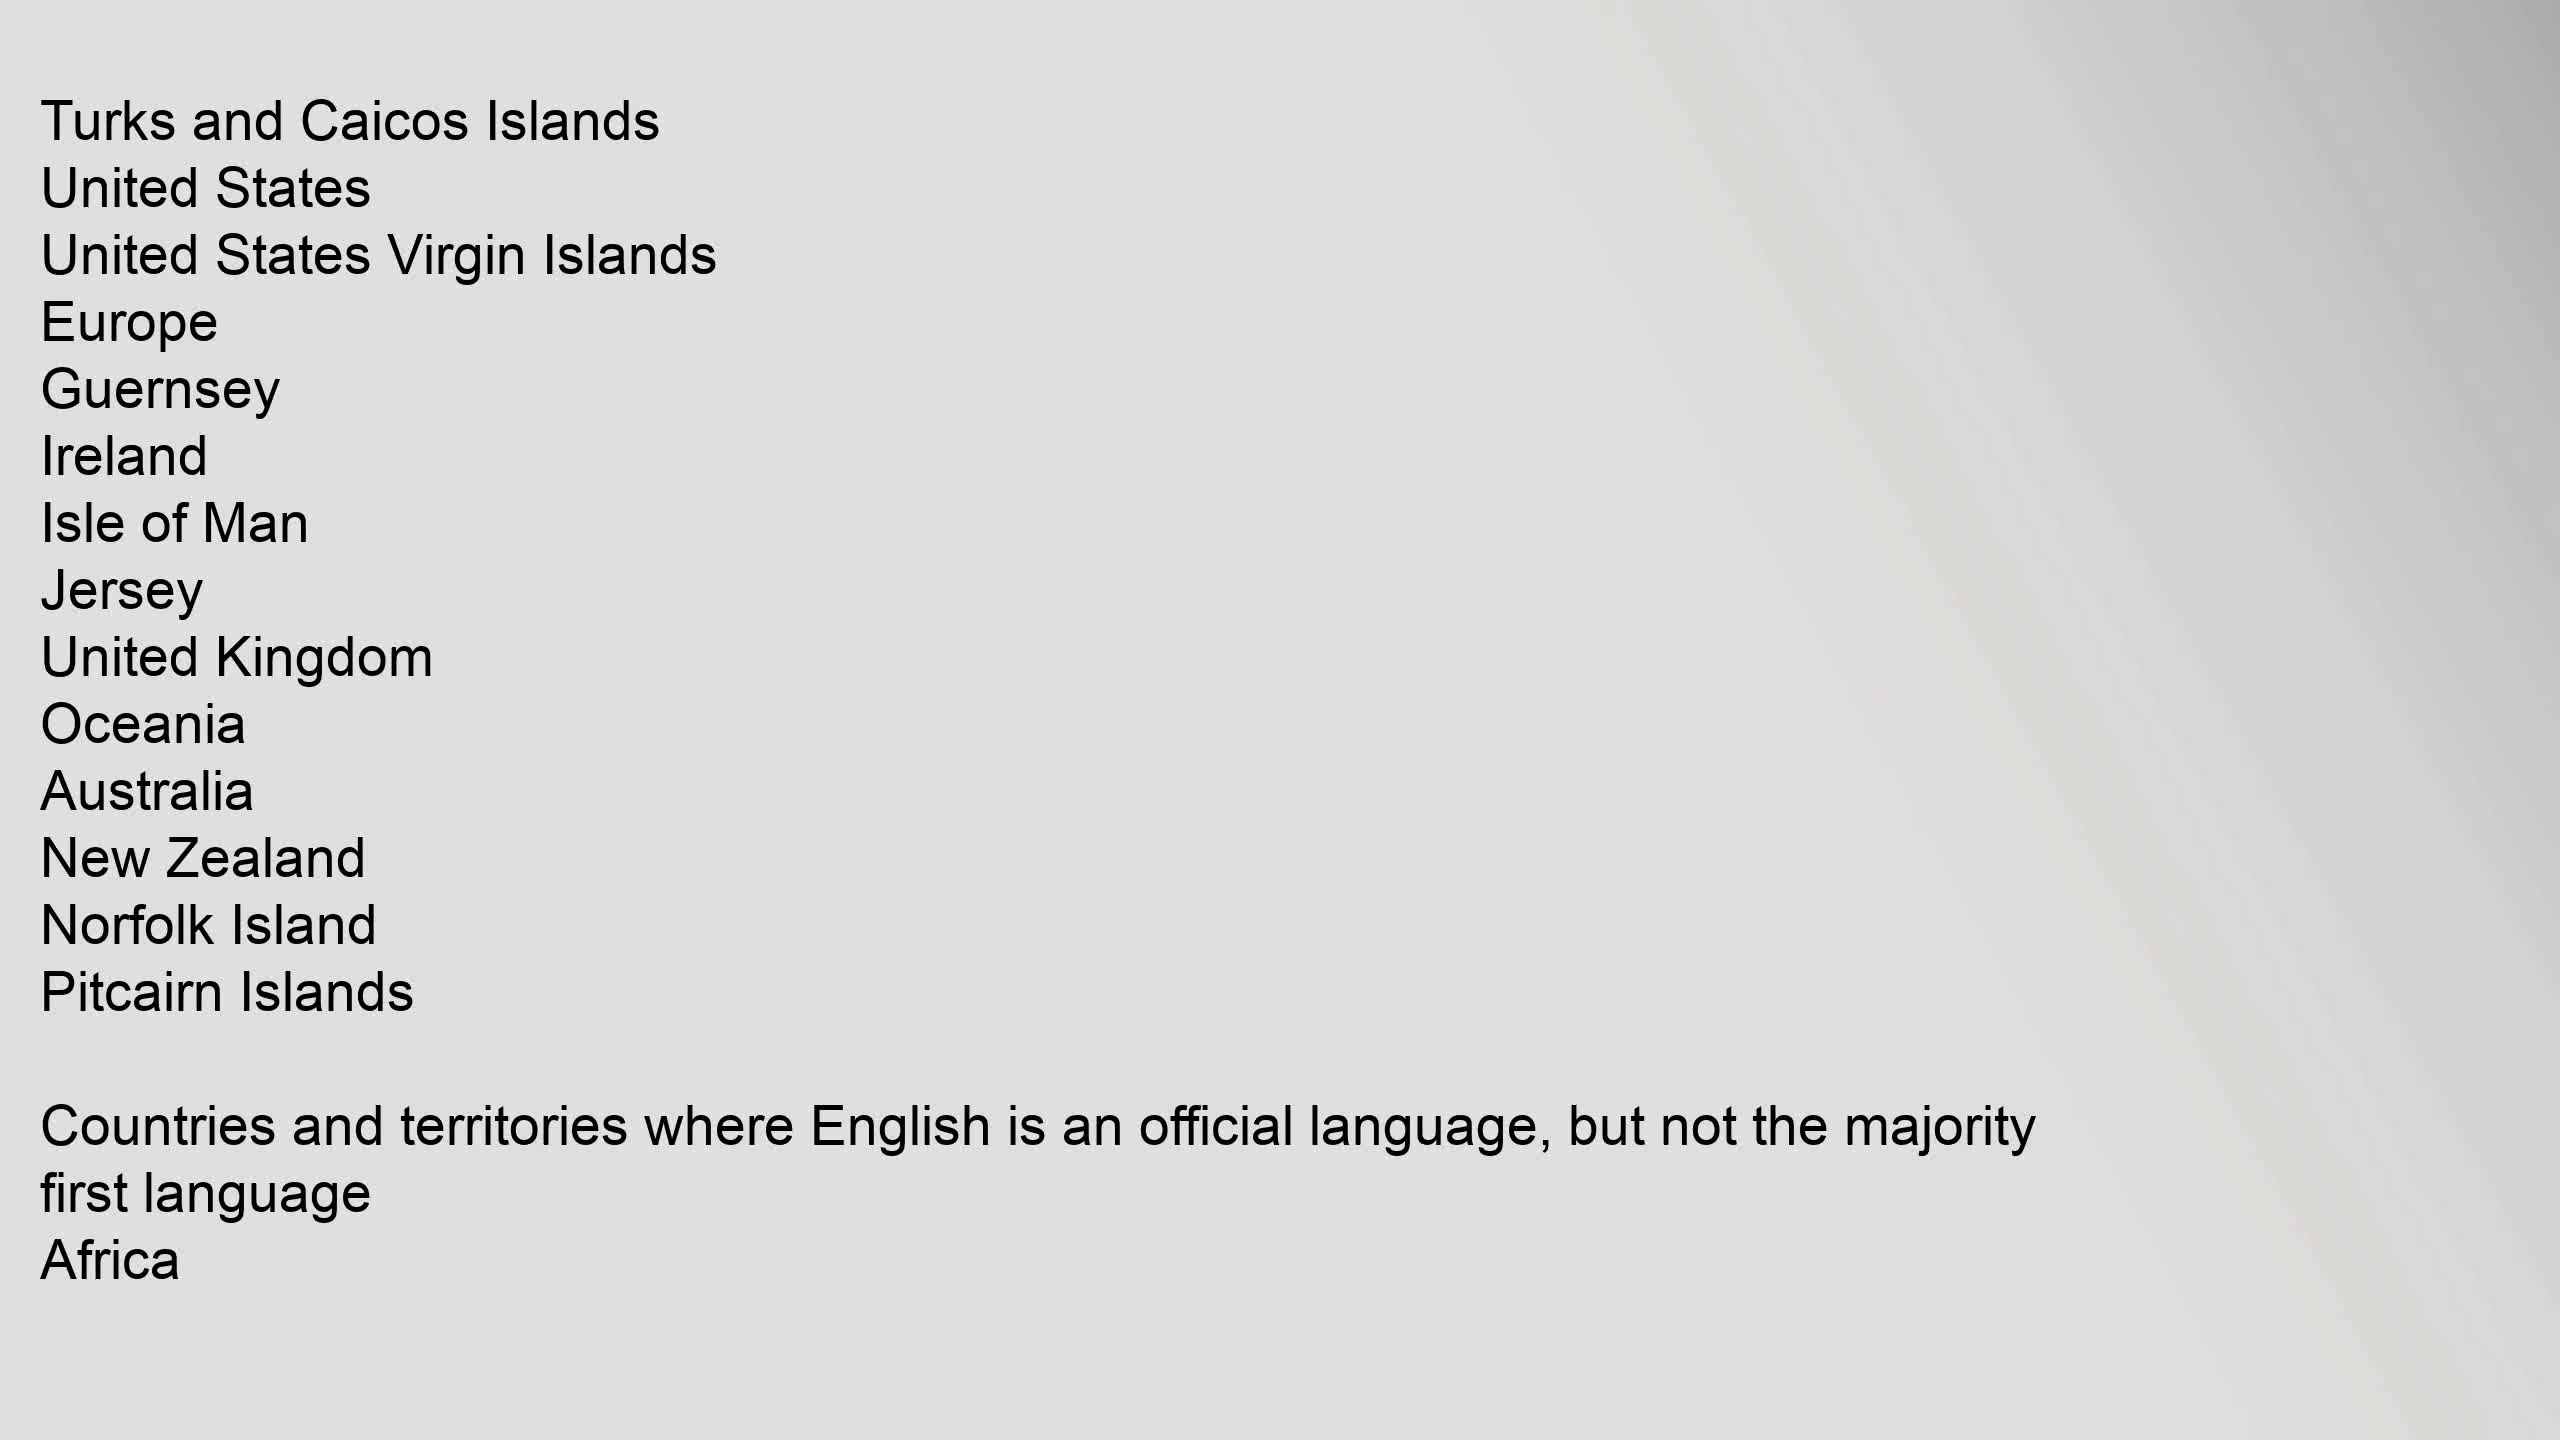 Turks and Caicos Islands
United States
United States Virgin Islands
Europe
Guernsey
Ireland
Isle of Man
Jersey
United Kingdom
Oceania
Australia
New Zealand
Norfolk Island
Pitcairn Islands
Countries and territories where English is an official language, but not the majority
first language
Africa